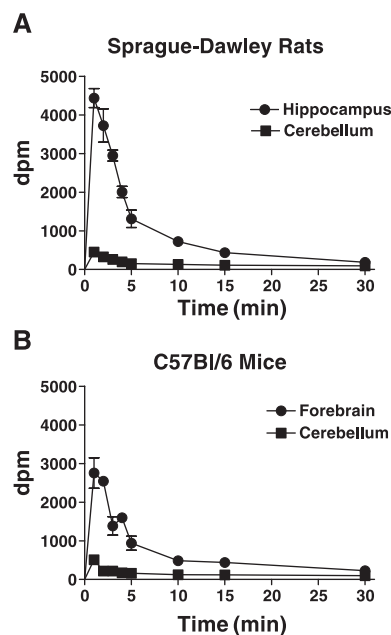 A
Sprague-Dawley Rats
5000
4000
3000
2000
1000
0
dpm
Hippocampus
Cerebellum
0 5 10 15 20 25 30
Time (min)
B
C57Bl/6 Mice
5000
4000
3000
2000
1000
0
dpm
Forebrain
Cerebellum
0 5 10 15 20 25 30
Time (min)